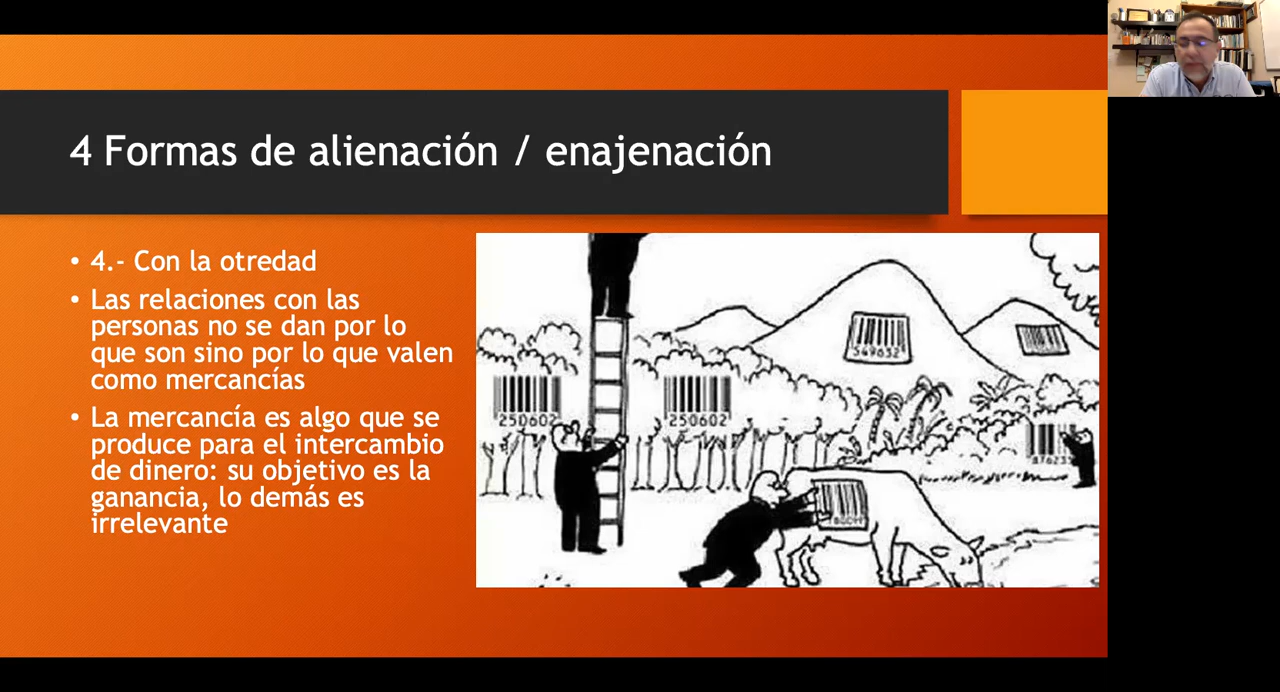 4 Formas de alienación / enajenación
• 4.- Con la otredad
• Las relaciones con las
personas no se dan por lo
que son sino por lo que valen
como mercancías
• La mercancía es algo que se
produce para el intercambio
de dinero: su objetivo es la
ganancia, lo demás es
irrelevante
549632
250602
250602